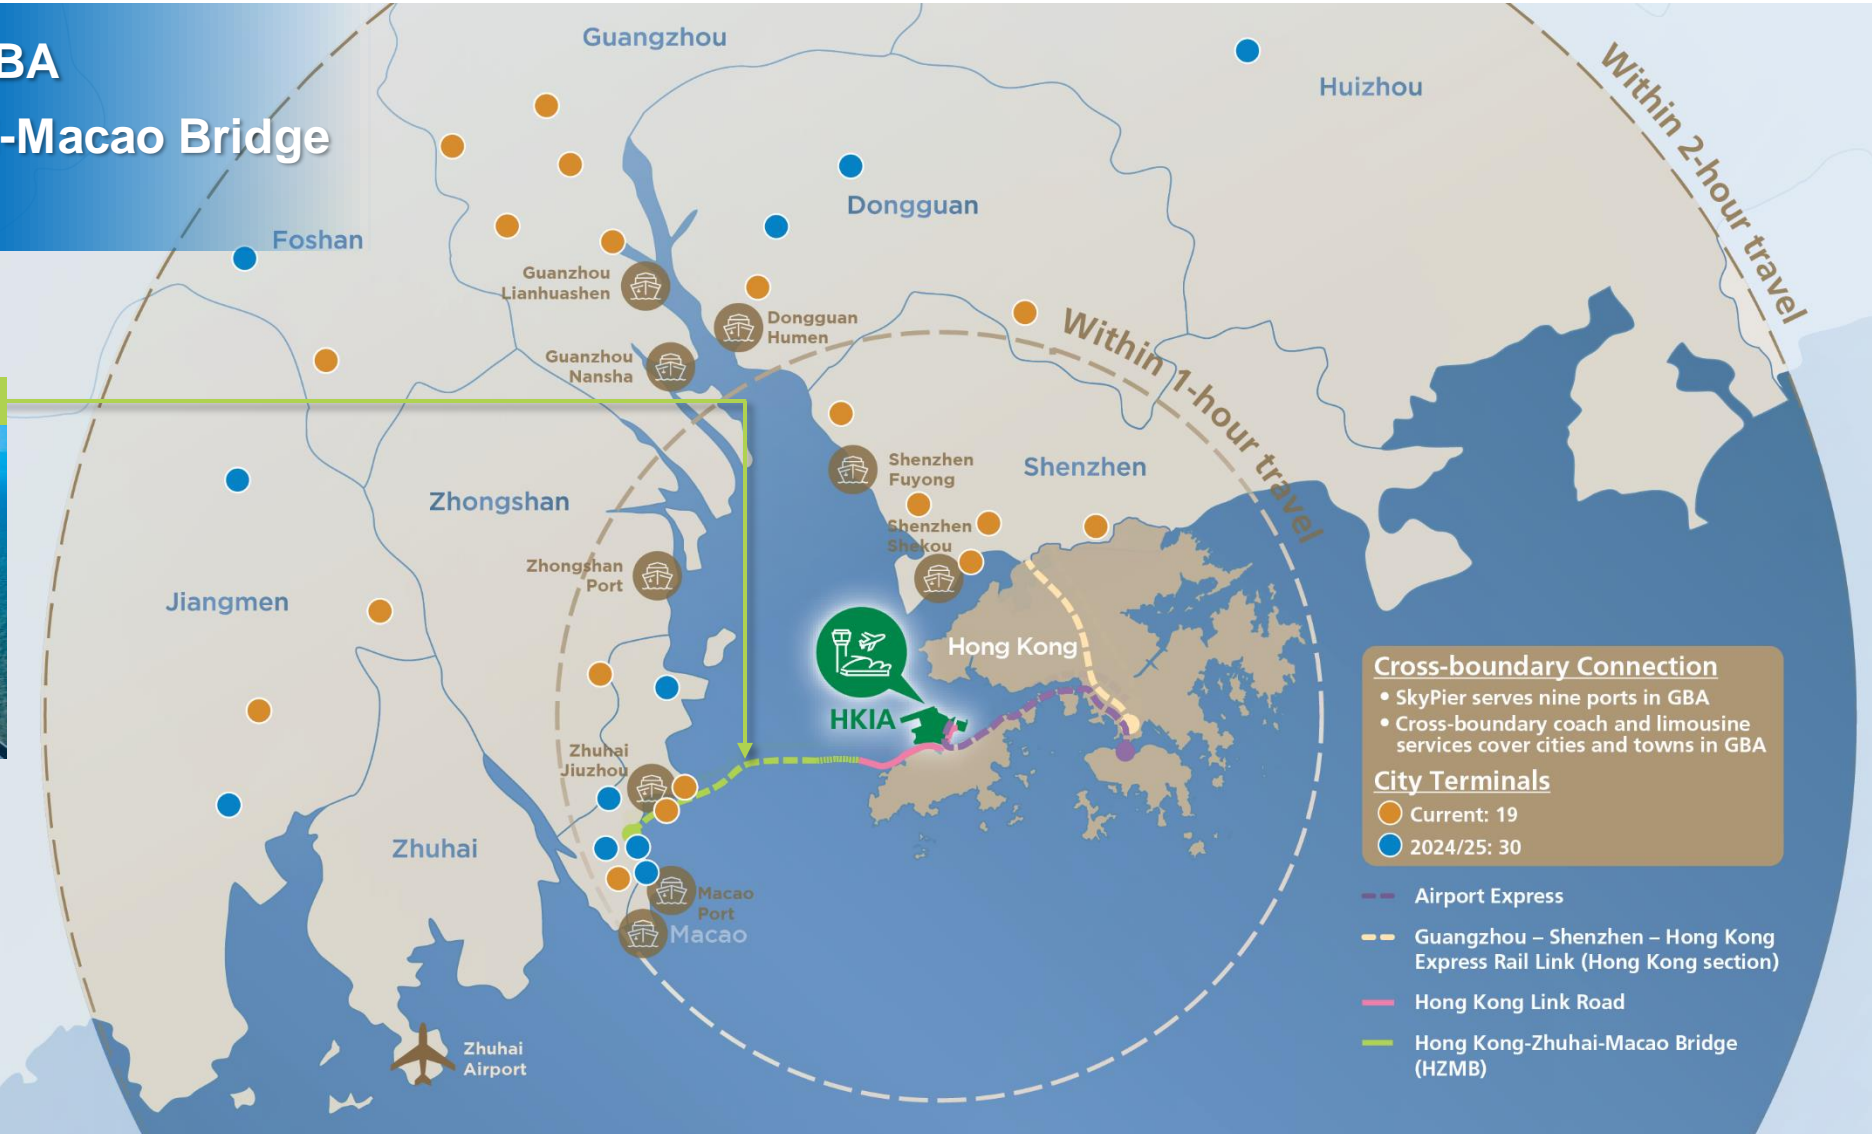 BA
-Macao Bridge
Guangzhou
Huizhou
Within 2-hour travel
Dongguan
Foshan
Guanzhou
Lianhuashen
Dongguan
Humen
Within 1-hour travel
Guanzhou
Nansha
Shenzhen
Fuyong
Shenzhen
Zhongshan
Shenzhen
Shekou
Zhongshan
Port
Jiangmen
Hong Kong
HKIA
Zhuhai
Jiuzhou
Zhuhai
Macao
Port
Macao
Zhuhai
Airport
Cross-boundary Connection
• SkyPier serves nine ports in GBA
• Cross-boundary coach and limousine
services cover cities and towns in GBA
City Terminals
Current: 19
2024/25: 30
Airport Express
Guangzhou – Shenzhen – Hong Kong
Express Rail Link (Hong Kong section)
Hong Kong Link Road
Hong Kong-Zhuhai-Macao Bridge
(HZMB)